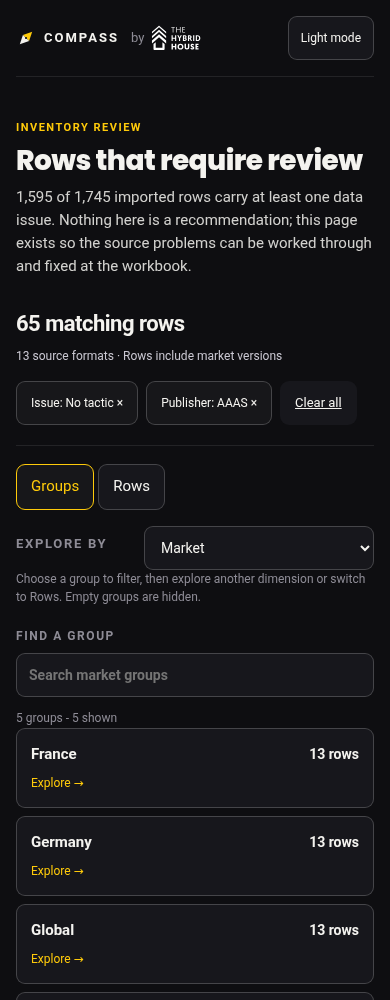 COMPASS by THE HYBRID HOUSE
Light mode
INVENTORY REVIEW
Rows that require review
1,595 of 1,745 imported rows carry at least one data
issue. Nothing here is a recommendation; this page
exists so the source problems can be worked through
and fixed at the workbook.
65 matching rows
13 source formats · Rows include market versions
Issue: No tactic ×
Publisher: AAAS ×
Clear all
Groups
Rows
EXPLORE BY
Market
Choose a group to filter, then explore another dimension or switch
to Rows. Empty groups are hidden.
FIND A GROUP
Search market groups
5 groups - 5 shown
France 13 rows
Explore →
Germany 13 rows
Explore →
Global 13 rows
Explore →